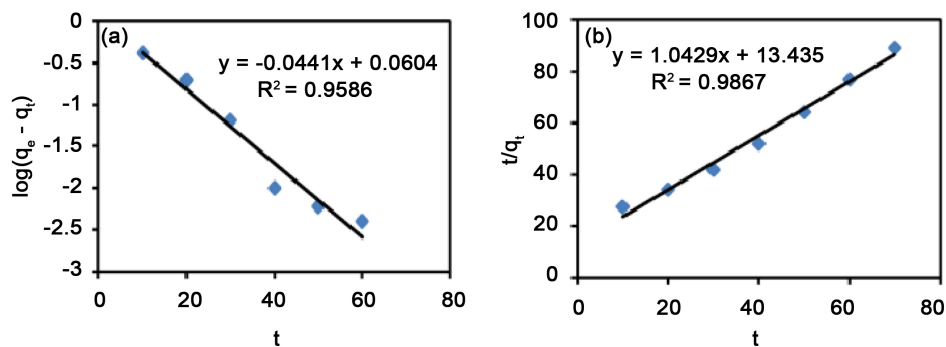 (a)
y = -0.0441x + 0.0604
R² = 0.9586
0
-0.5
-1
-1.5
-2
-2.5
-3
log(qₑ – qₜ)
0 20 40 60 80
t
(b)
y = 1.0429x + 13.435
R² = 0.9867
100
80
60
40
20
0
t/qₜ
0 20 40 60 80
t